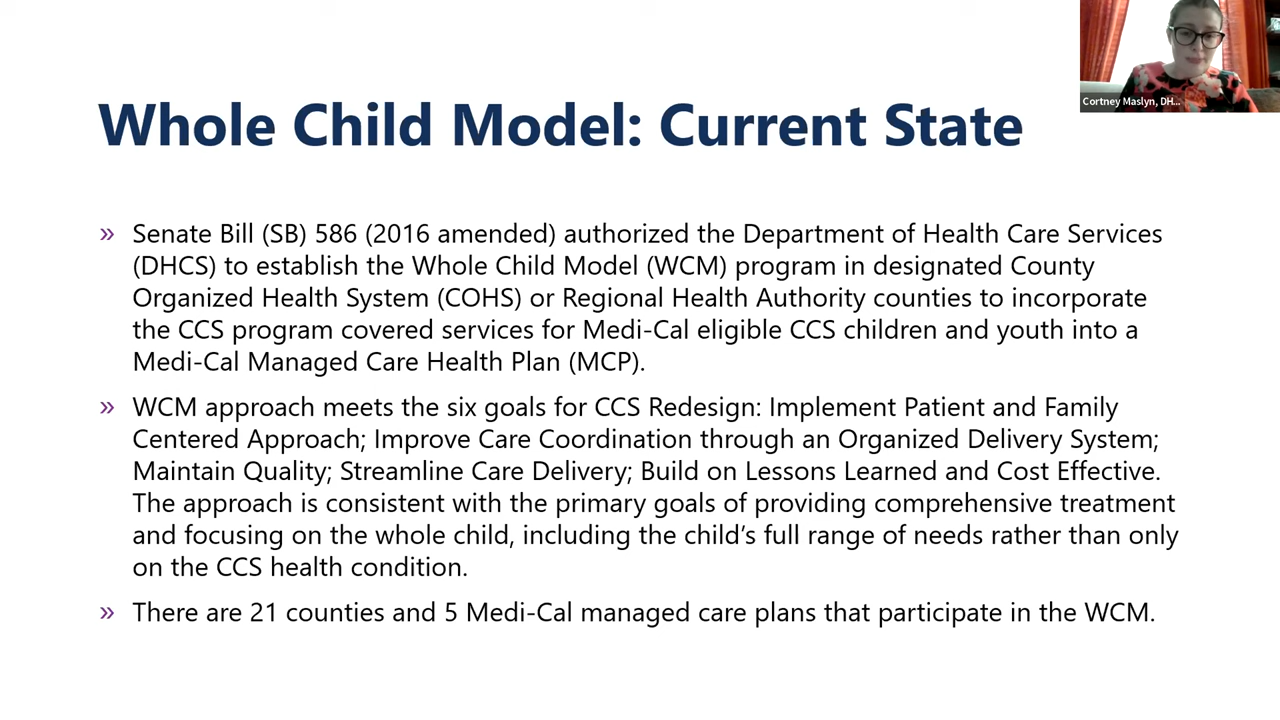 Whole Child Model: Current State
Cortney Maslyn, DH...
» Senate Bill (SB) 586 (2016 amended) authorized the Department of Health Care Services
(DHCS) to establish the Whole Child Model (WCM) program in designated County
Organized Health System (COHS) or Regional Health Authority counties to incorporate
the CCS program covered services for Medi-Cal eligible CCS children and youth into a
Medi-Cal Managed Care Health Plan (MCP).
» WCM approach meets the six goals for CCS Redesign: Implement Patient and Family
Centered Approach; Improve Care Coordination through an Organized Delivery System;
Maintain Quality; Streamline Care Delivery; Build on Lessons Learned and Cost Effective.
The approach is consistent with the primary goals of providing comprehensive treatment
and focusing on the whole child, including the child’s full range of needs rather than only
on the CCS health condition.
» There are 21 counties and 5 Medi-Cal managed care plans that participate in the WCM.